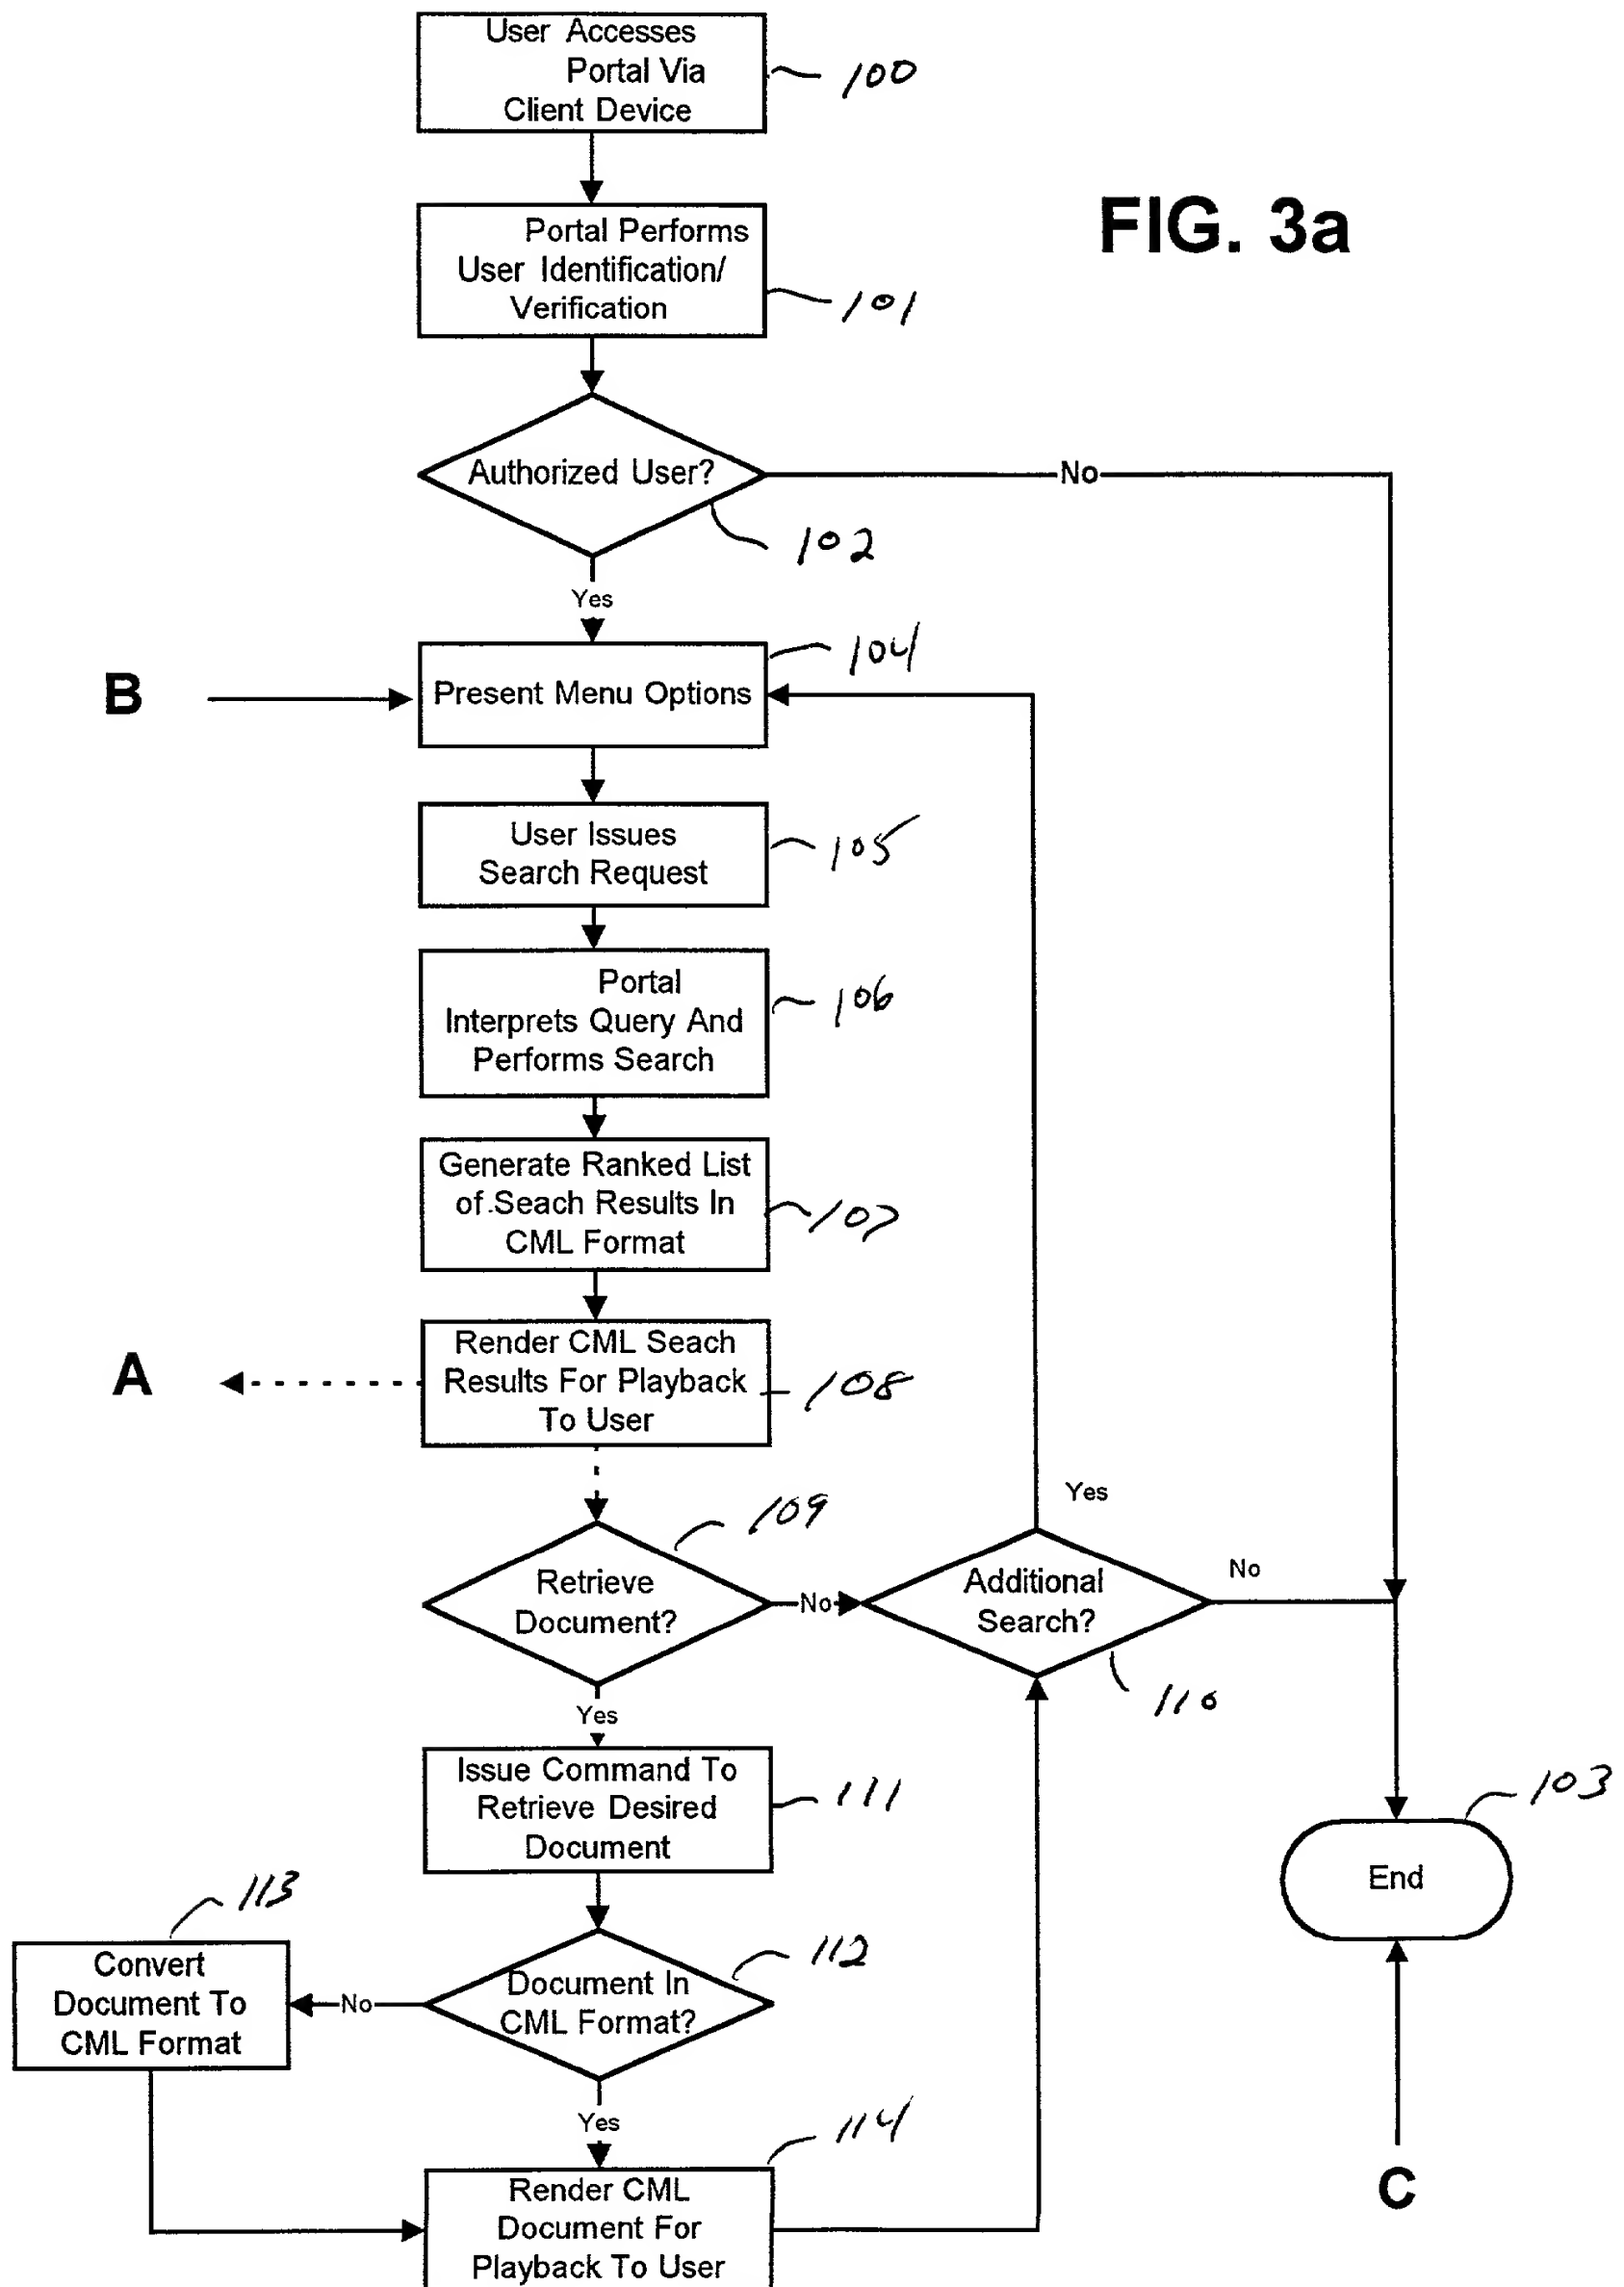 User Accesses
Portal Via
Client Device
100
FIG. 3a
Portal Performs
User Identification/
Verification
101
Authorized User?
No
102
Yes
104
B
Present Menu Options
User Issues
Search Request
105
Portal
Interprets Query And
Performs Search
106
Generate Ranked List
of Seach Results In
CML Format
107
Render CML Seach
Results For Playback
To User
108
A
Yes
109
Retrieve
Document?
No
Additional
Search?
No
110
Yes
Issue Command To
Retrieve Desired
Document
111
103
End
113
Convert
Document To
CML Format
No
Document In
CML Format?
112
Yes
114
Render CML
Document For
Playback To User
C